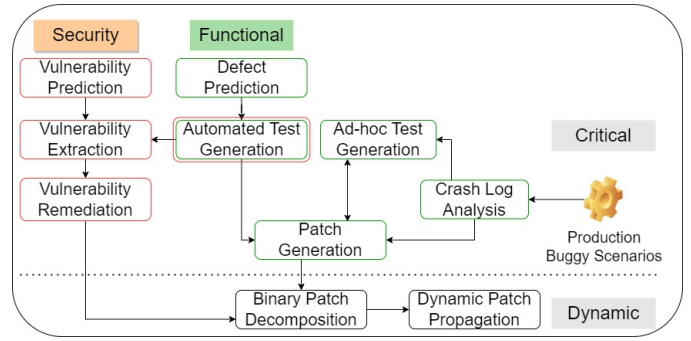 Security
Functional
Vulnerability
Prediction
Defect
Prediction
Vulnerability
Extraction
Automated Test
Generation
Ad-hoc Test
Generation
Critical
Vulnerability
Remediation
Crash Log
Analysis
Production
Buggy Scenarios
Patch
Generation
Binary Patch
Decomposition
Dynamic Patch
Propagation
Dynamic